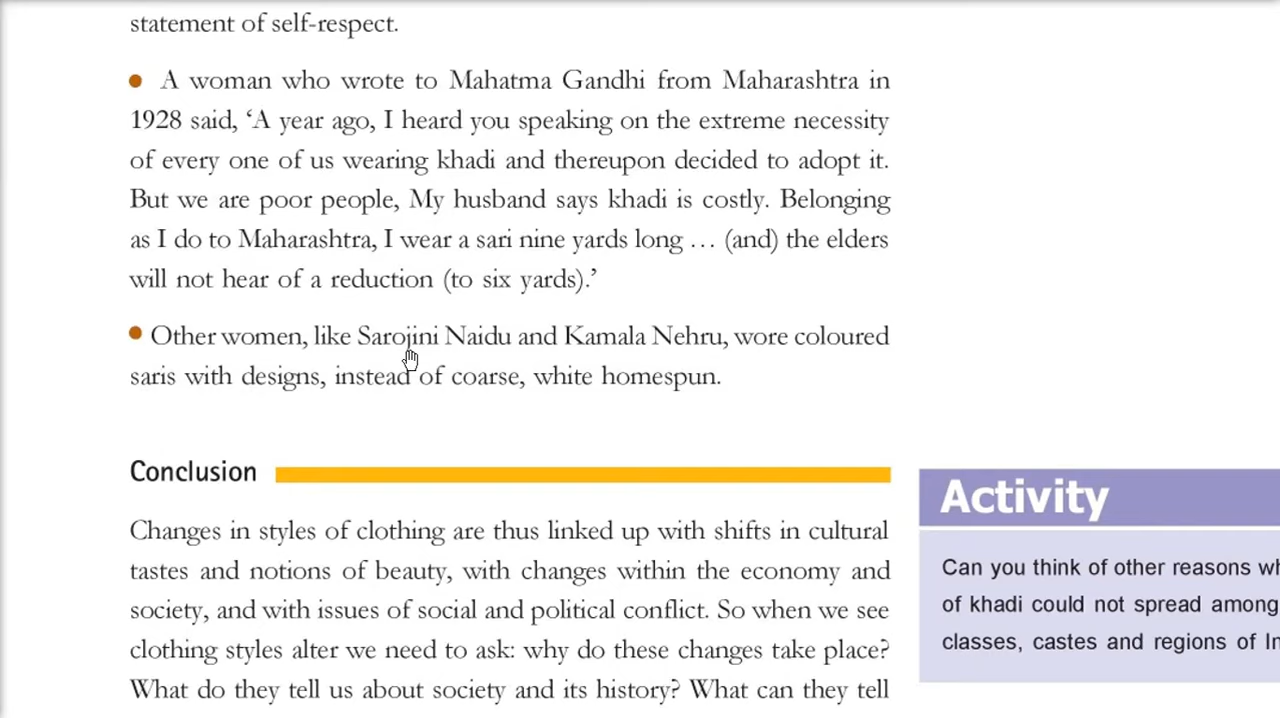 statement of self-respect.
● A woman who wrote to Mahatma Gandhi from Maharashtra in
1928 said, ‘A year ago, I heard you speaking on the extreme necessity
of every one of us wearing khadi and thereupon decided to adopt it.
But we are poor people, My husband says khadi is costly. Belonging
as I do to Maharashtra, I wear a sari nine yards long … (and) the elders
will not hear of a reduction (to six yards).’
● Other women, like Sarojini Naidu and Kamala Nehru, wore coloured
saris with designs, instead of coarse, white homespun.
Conclusion
Changes in styles of clothing are thus linked up with shifts in cultural
tastes and notions of beauty, with changes within the economy and
society, and with issues of social and political conflict. So when we see
clothing styles alter we need to ask: why do these changes take place?
What do they tell us about society and its history? What can they tell
Activity
Can you think of other reasons
of khadi could not spread among
classes, castes and regions of